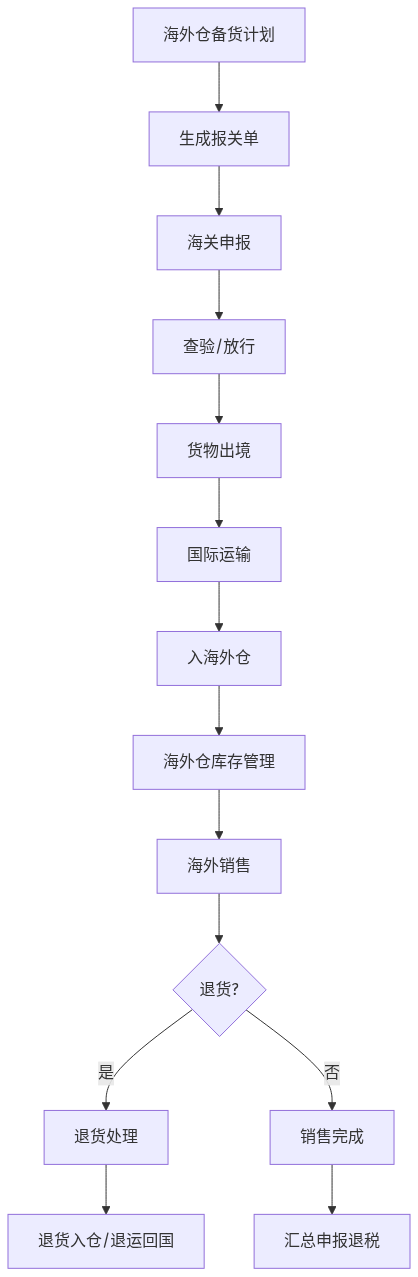 海外仓备货计划
生成报关单
海关申报
查验/放行
货物出境
国际运输
入海外仓
海外仓库存管理
海外销售
退货?
是
否
退货处理
销售完成
退货入仓/退运回国
汇总申报退税